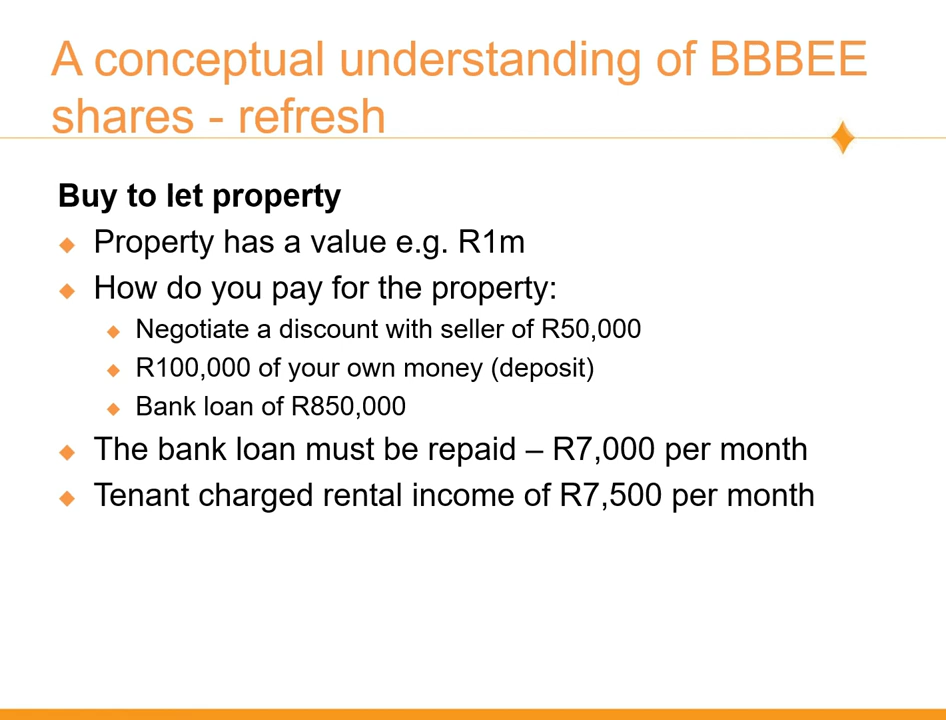 A conceptual understanding of BBBEE
shares - refresh
Buy to let property
Property has a value e.g. R1m
How do you pay for the property:
Negotiate a discount with seller of R50,000
R100,000 of your own money (deposit)
Bank loan of R850,000
The bank loan must be repaid – R7,000 per month
Tenant charged rental income of R7,500 per month